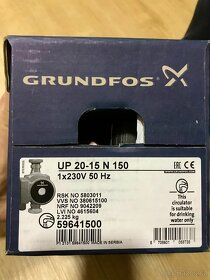 GRUNDFOS
UP 20-15 N 150
1x230V 50 Hz
RSK NO 5803011
VVS NO 380615100
NRF NO 9042209
LVI NO 4615604
2.225 kg
59641500
MADE IN SERBIA
This
circulator is
suitable for
drinking water
only